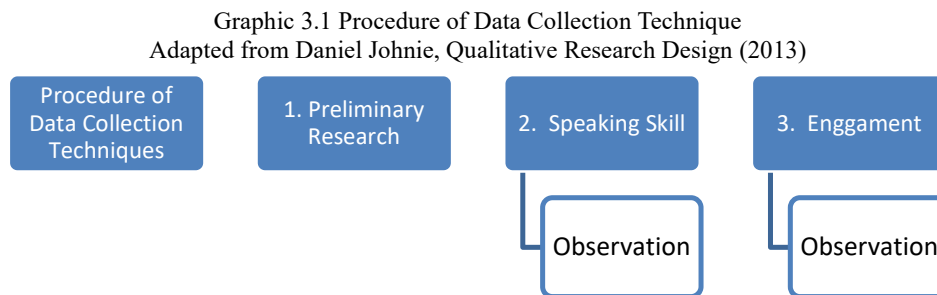 Graphic 3.1 Procedure of Data Collection Technique
Adapted from Daniel Johnie, Qualitative Research Design (2013)
Procedure of
Data Collection
Techniques
1. Preliminary
Research
2. Speaking Skill
Observation
3. Enggament
Observation